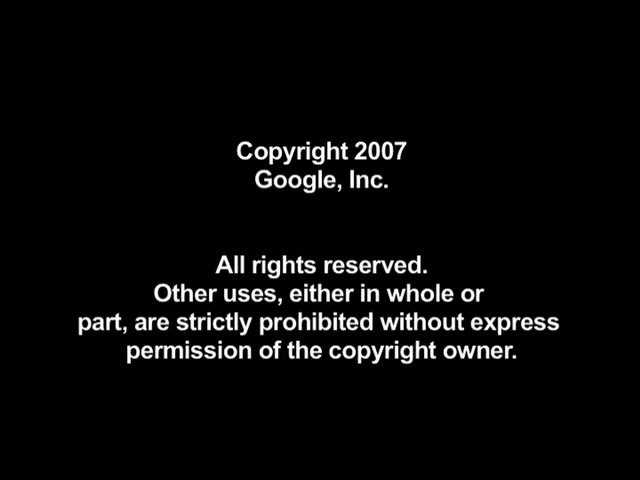 Copyright 2007
Google, Inc.
All rights reserved.
Other uses, either in whole or
part, are strictly prohibited without express
permission of the copyright owner.